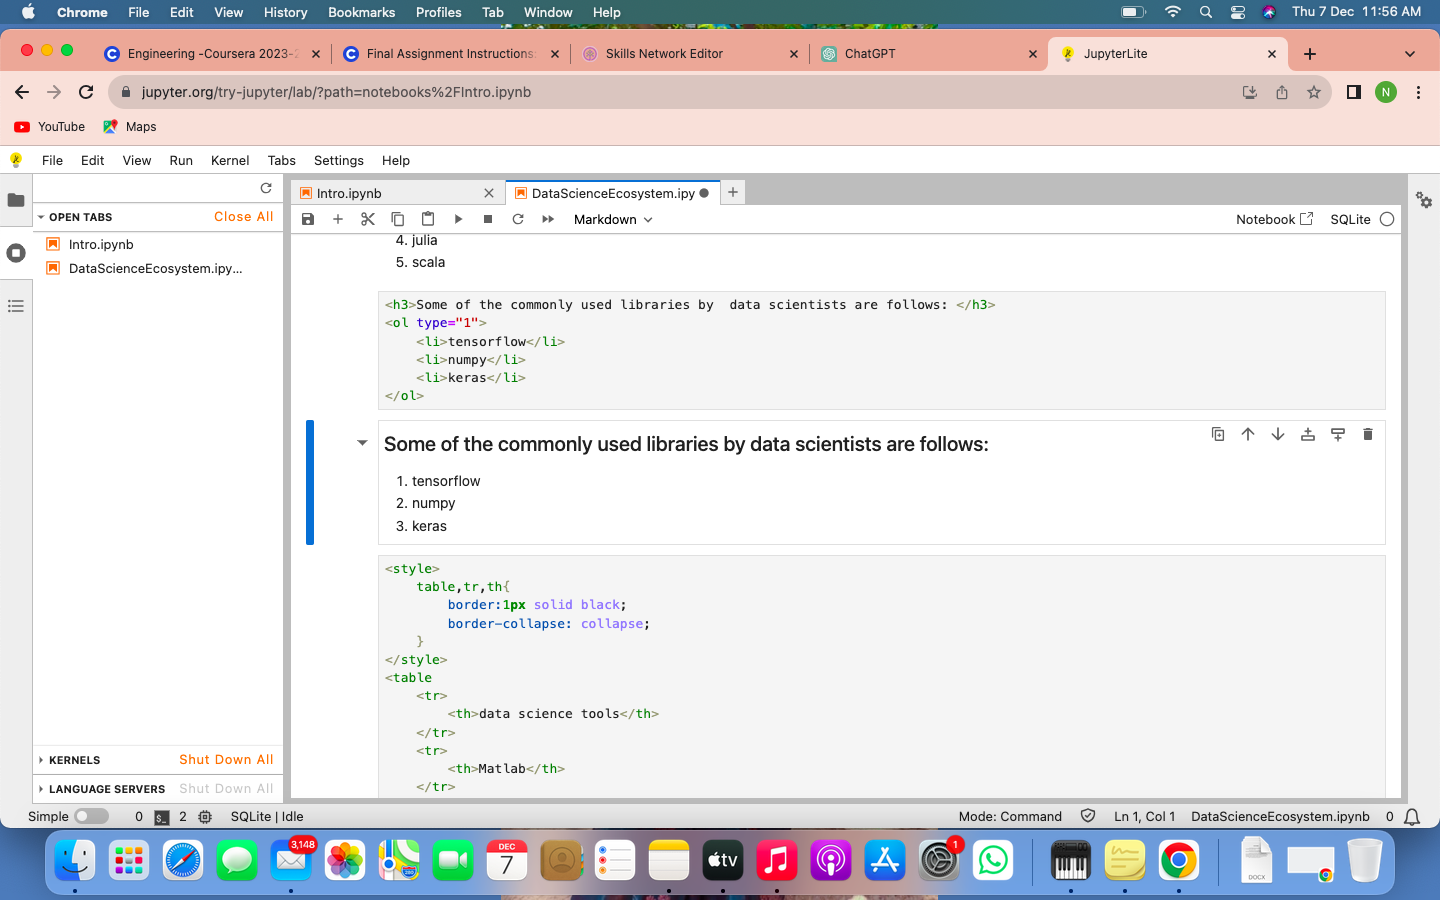 Chrome File Edit View History Bookmarks Profiles Tab Window Help Thu 7 Dec 11:56 AM
Engineering -Coursera 2023-2 Final Assignment Instructions: Skills Network Editor ChatGPT JupyterLite
jupyter.org/try-jupyter/lab/?path=notebooks%2FIntro.ipynb N
YouTube Maps
File Edit View Run Kernel Tabs Settings Help
Intro.ipynb DataScienceEcosystem.ipy
OPEN TABS Close All
Markdown Notebook SQLite
Intro.ipynb
DataScienceEcosystem.ipy...
4. julia
5. scala
<h3>Some of the commonly used libraries by  data scientists are follows: </h3>
<ol type="1">
    <li>tensorflow</li>
    <li>numpy</li>
    <li>keras</li>
</ol>
Some of the commonly used libraries by data scientists are follows:
1. tensorflow
2. numpy
3. keras
<style>
    table,tr,th{
        border:1px solid black;
        border-collapse: collapse;
    }
</style>
<table
    <tr>
        <th>data science tools</th>
    </tr>
    <tr>
        <th>Matlab</th>
    </tr>
KERNELS Shut Down All
LANGUAGE SERVERS Shut Down All
Simple 0 $_ 2 SQLite | Idle Mode: Command Ln 1, Col 1 DataScienceEcosystem.ipynb 0
3,148
DEC
7
tv
1
DOCX